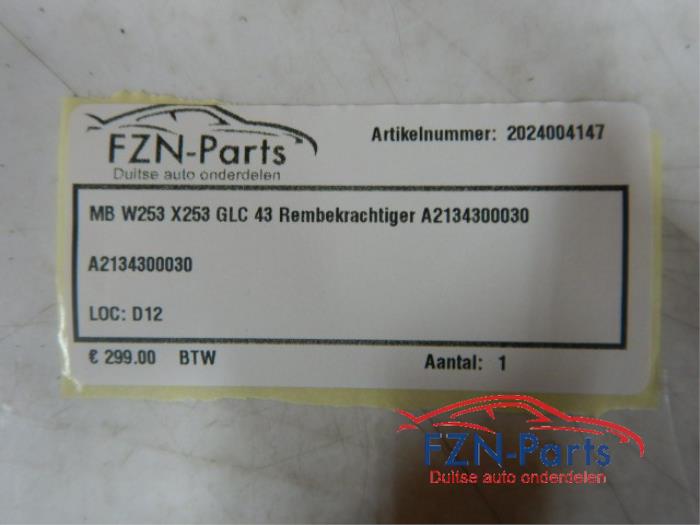 FZN-Parts
Duitse auto onderdelen
Artikelnummer: 2024004147
MB W253 X253 GLC 43 Rembekrachtiger A2134300030
A2134300030
LOC: D12
€ 299.00 BTW
Aantal: 1
FZN-Parts
Duitse auto onderdelen